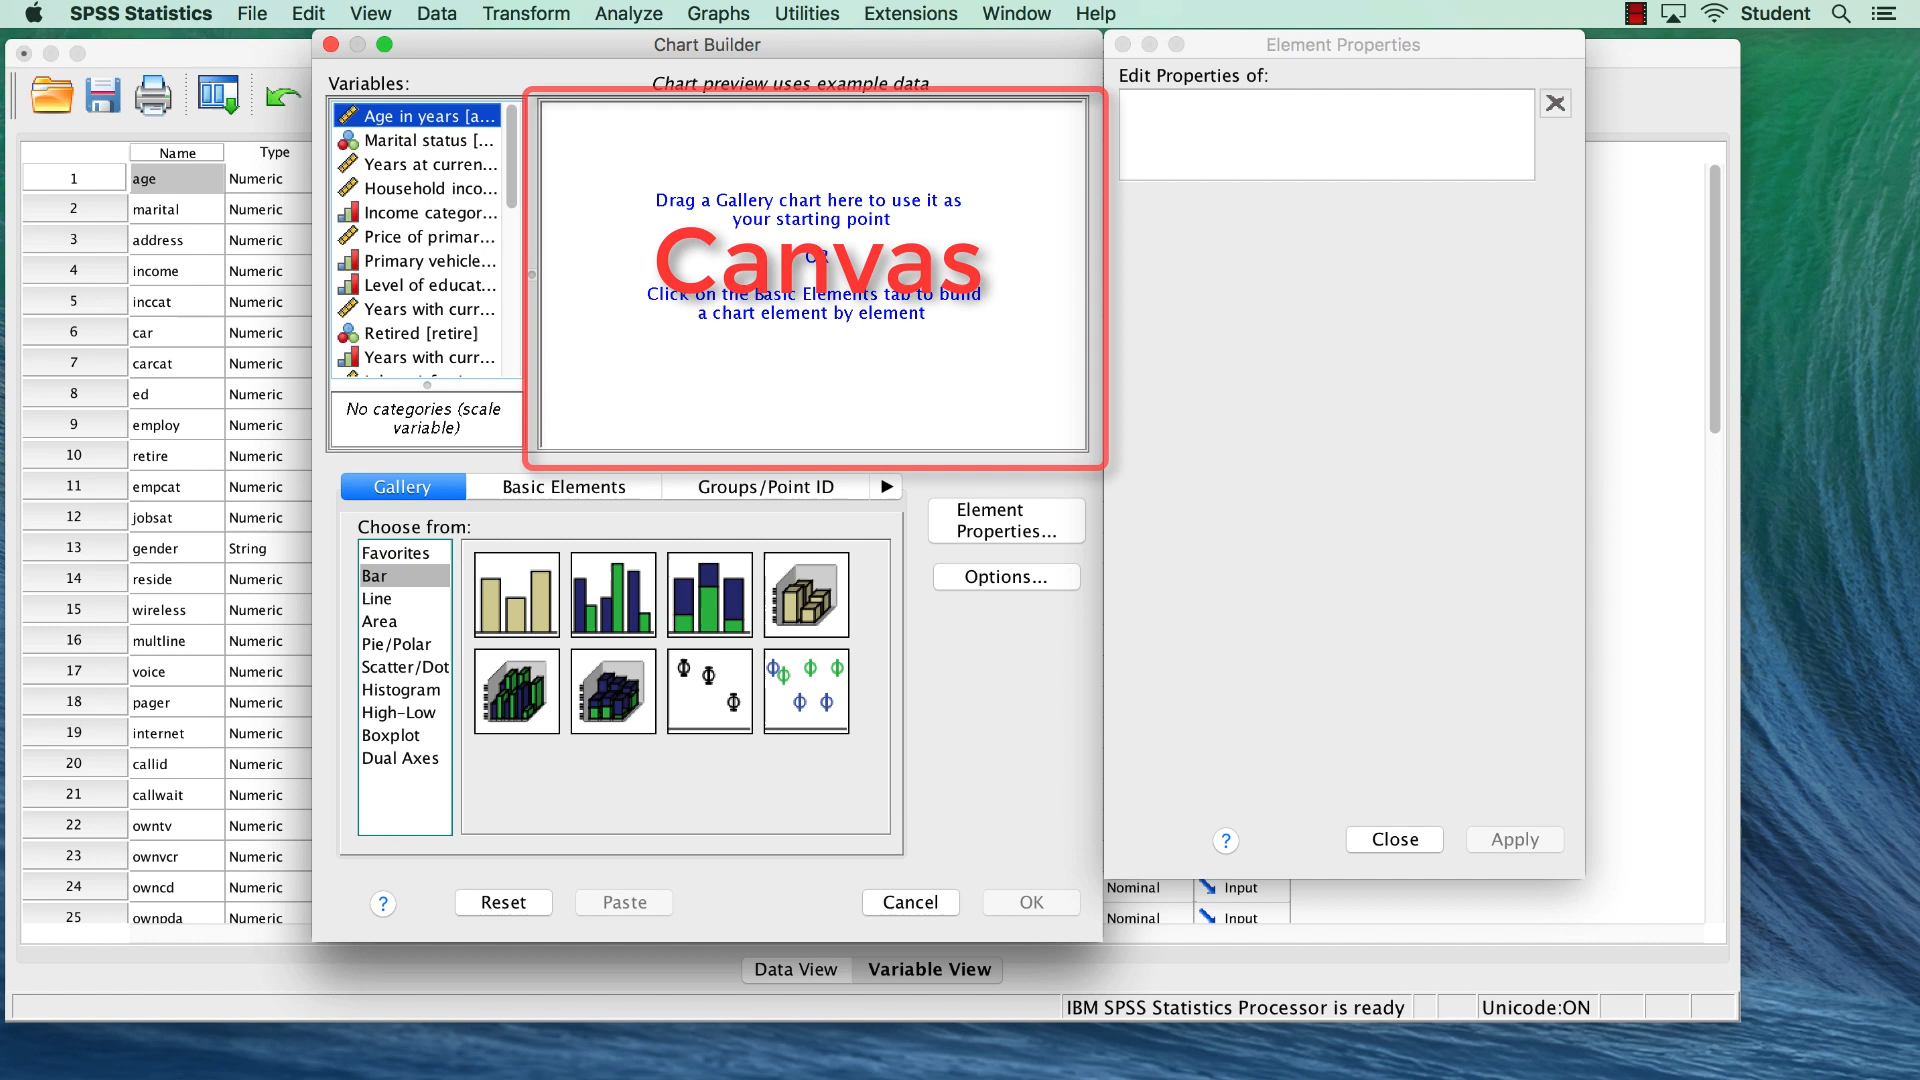 SPSS Statistics File Edit View Data Transform Analyze Graphs Utilities Extensions Window Help Student
Chart Builder
Element Properties
Variables:
Chart preview uses example data
Edit Properties of:
Age in years [a...
Marital status [...
Years at curren...
Household inco...
Income categor...
Price of primar...
Primary vehicle...
Level of educat...
Years with curr...
Retired [retire]
Years with curr...
No categories (scale
variable)
Drag a Gallery chart here to use it as
your starting point
OR
Canvas
Click on the Basic Elements tab to build
a chart element by element
Gallery Basic Elements Groups/Point ID
Choose from:
Favorites
Bar
Line
Area
Pie/Polar
Scatter/Dot
Histogram
High-Low
Boxplot
Dual Axes
Element
Properties...
Options...
? Reset Paste Cancel OK
? Close Apply
Name Type
1 age Numeric
2 marital Numeric
3 address Numeric
4 income Numeric
5 inccat Numeric
6 car Numeric
7 carcat Numeric
8 ed Numeric
9 employ Numeric
10 retire Numeric
11 empcat Numeric
12 jobsat Numeric
13 gender String
14 reside Numeric
15 wireless Numeric
16 multline Numeric
17 voice Numeric
18 pager Numeric
19 internet Numeric
20 callid Numeric
21 callwait Numeric
22 owntv Numeric
23 ownvcr Numeric
24 owncd Numeric Nominal Input
25 ownpda Numeric Nominal Input
Data View Variable View
IBM SPSS Statistics Processor is ready Unicode:ON